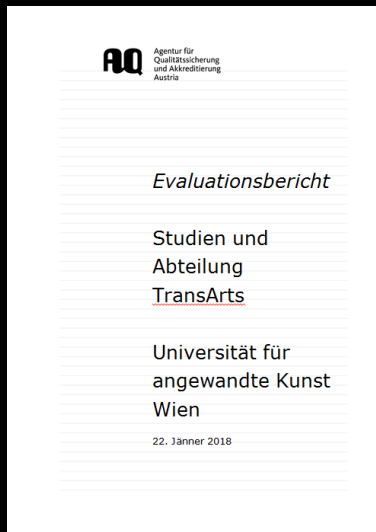 AQ
Agentur für
Qualitätssicherung
und Akkreditierung
Austria
Evaluationsbericht
Studien und
Abteilung
TransArts
Universität für
angewandte Kunst
Wien
22. Jänner 2018